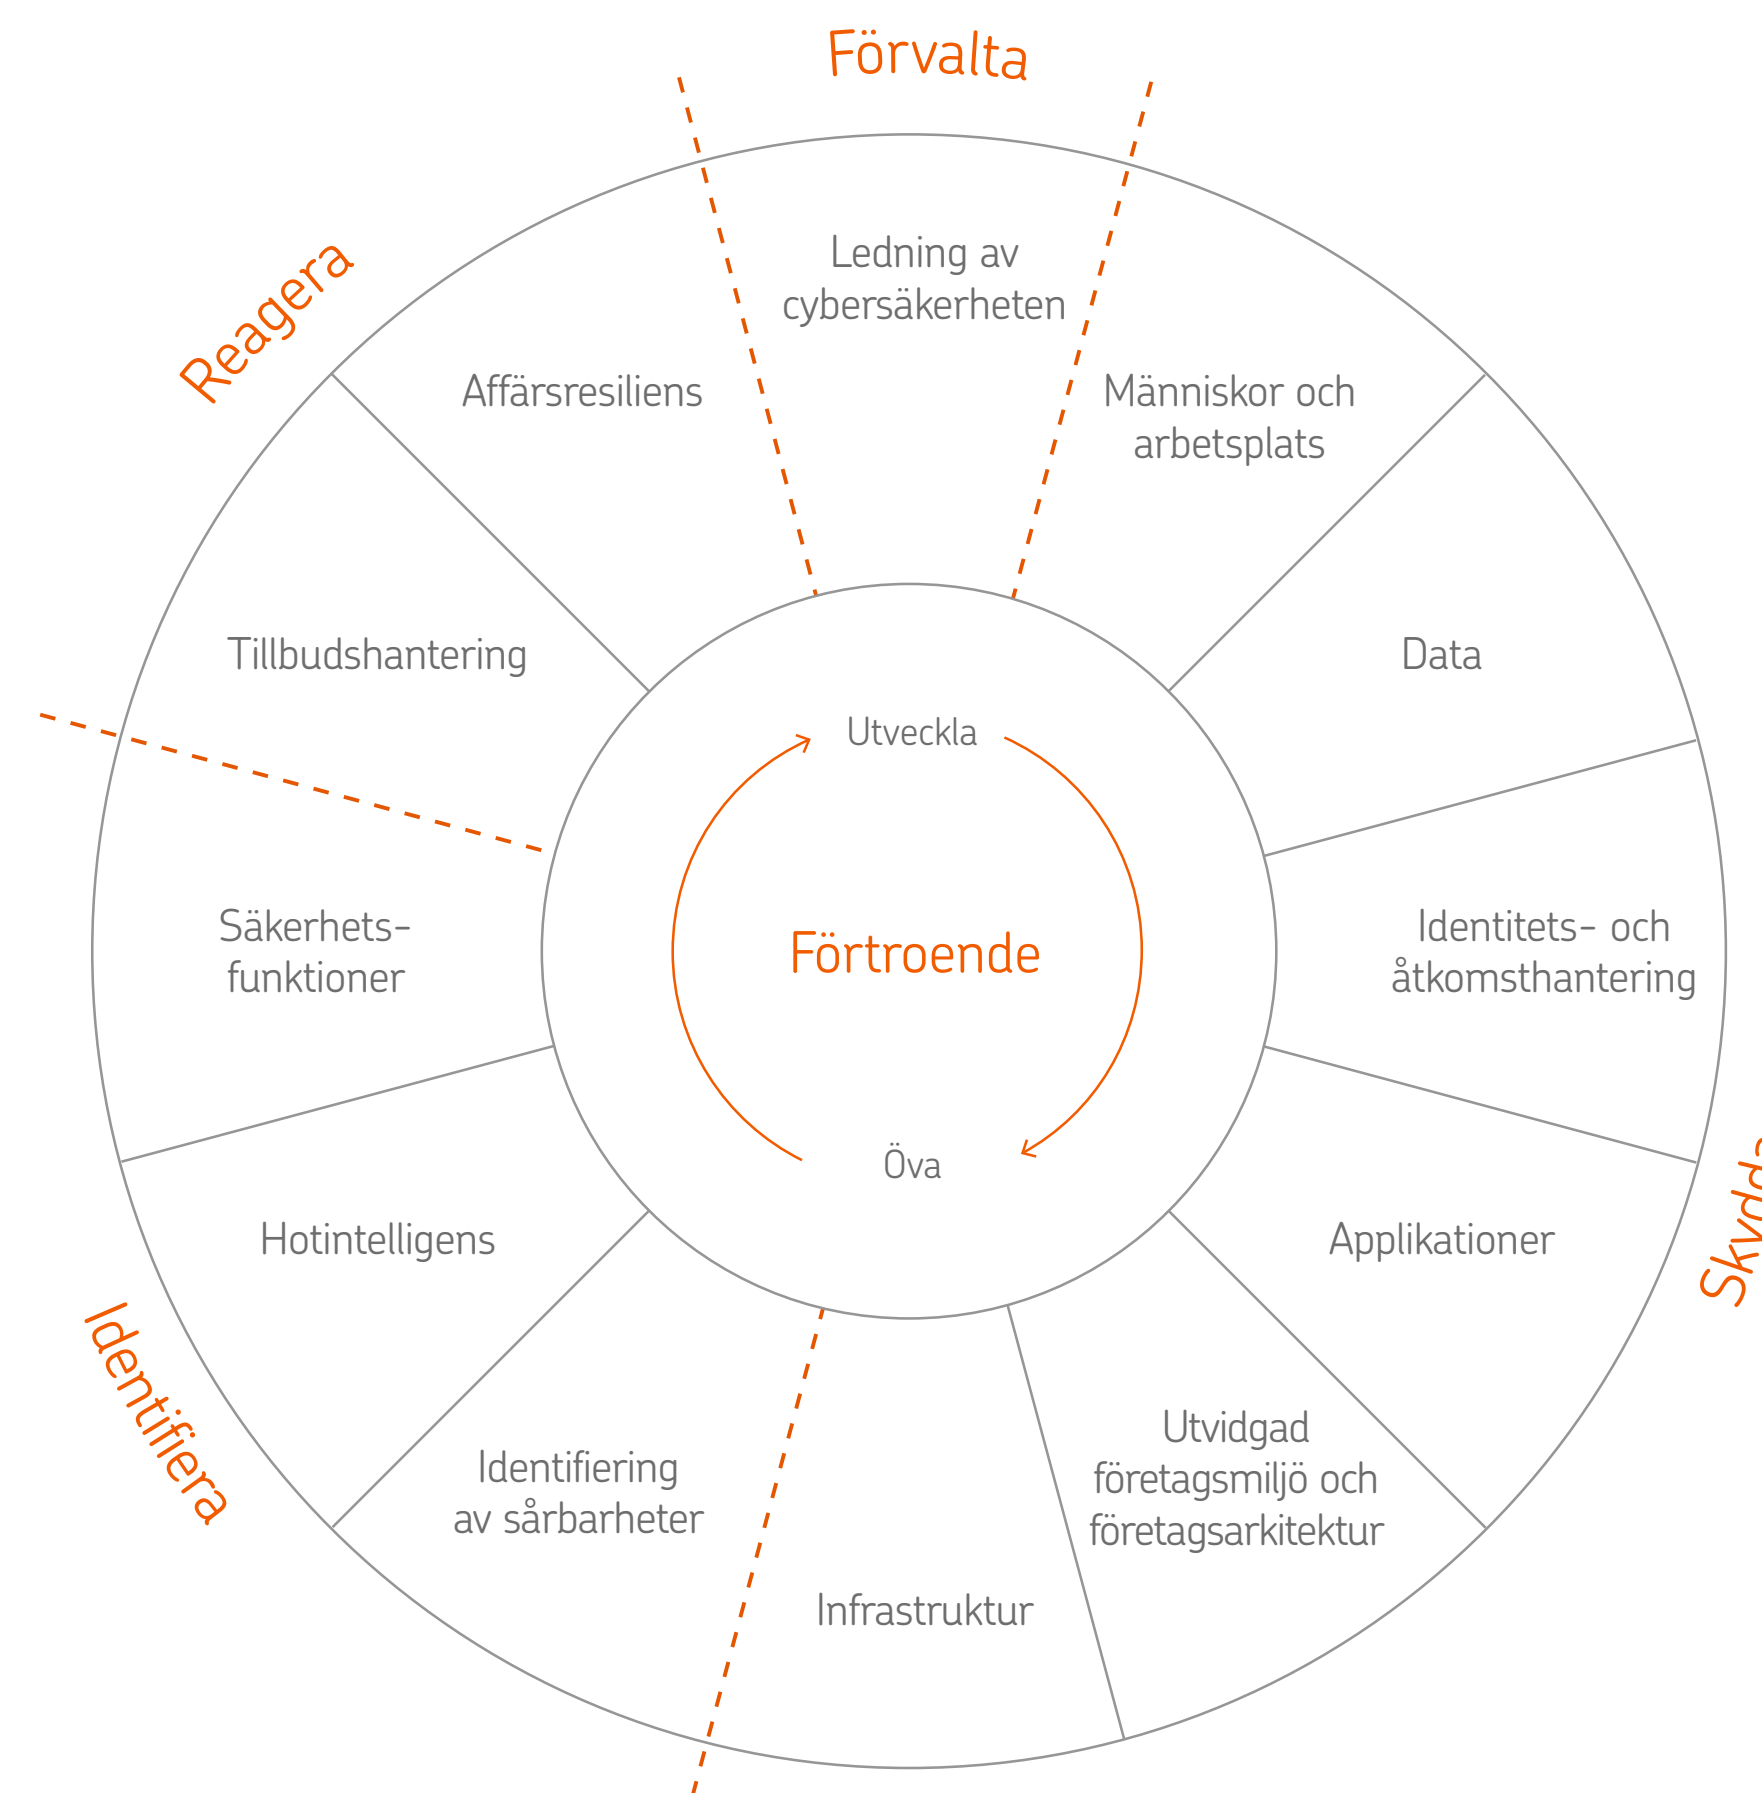 Förvalta
Reagera
Ledning av
cybersäkerheten
Affärsresiliens
Människor och
arbetsplats
Tillbudshantering
Data
Utveckla
Säkerhets-
funktioner
Förtroende
Identitets- och
åtkomsthantering
Öva
Skydda
Hotintelligens
Applikationer
Identifiera
Identifiering
av sårbarheter
Utvidgad
företagsmiljö och
företagsarkitektur
Infrastruktur